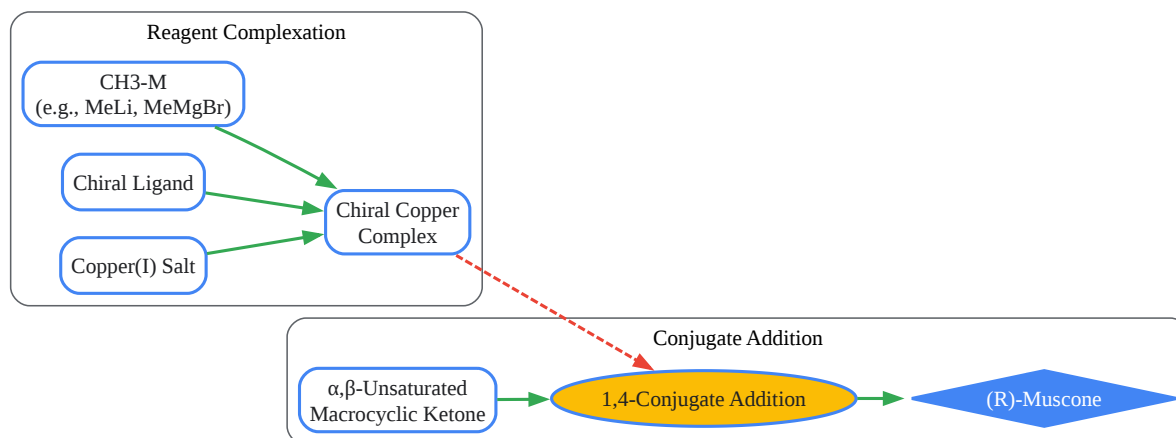 Reagent Complexation
CH3-M
(e.g., MeLi, MeMgBr)
Chiral Ligand
Copper(I) Salt
Chiral Copper
Complex
Conjugate Addition
α,β-Unsaturated
Macrocyclic Ketone
1,4-Conjugate Addition
(R)-Muscone